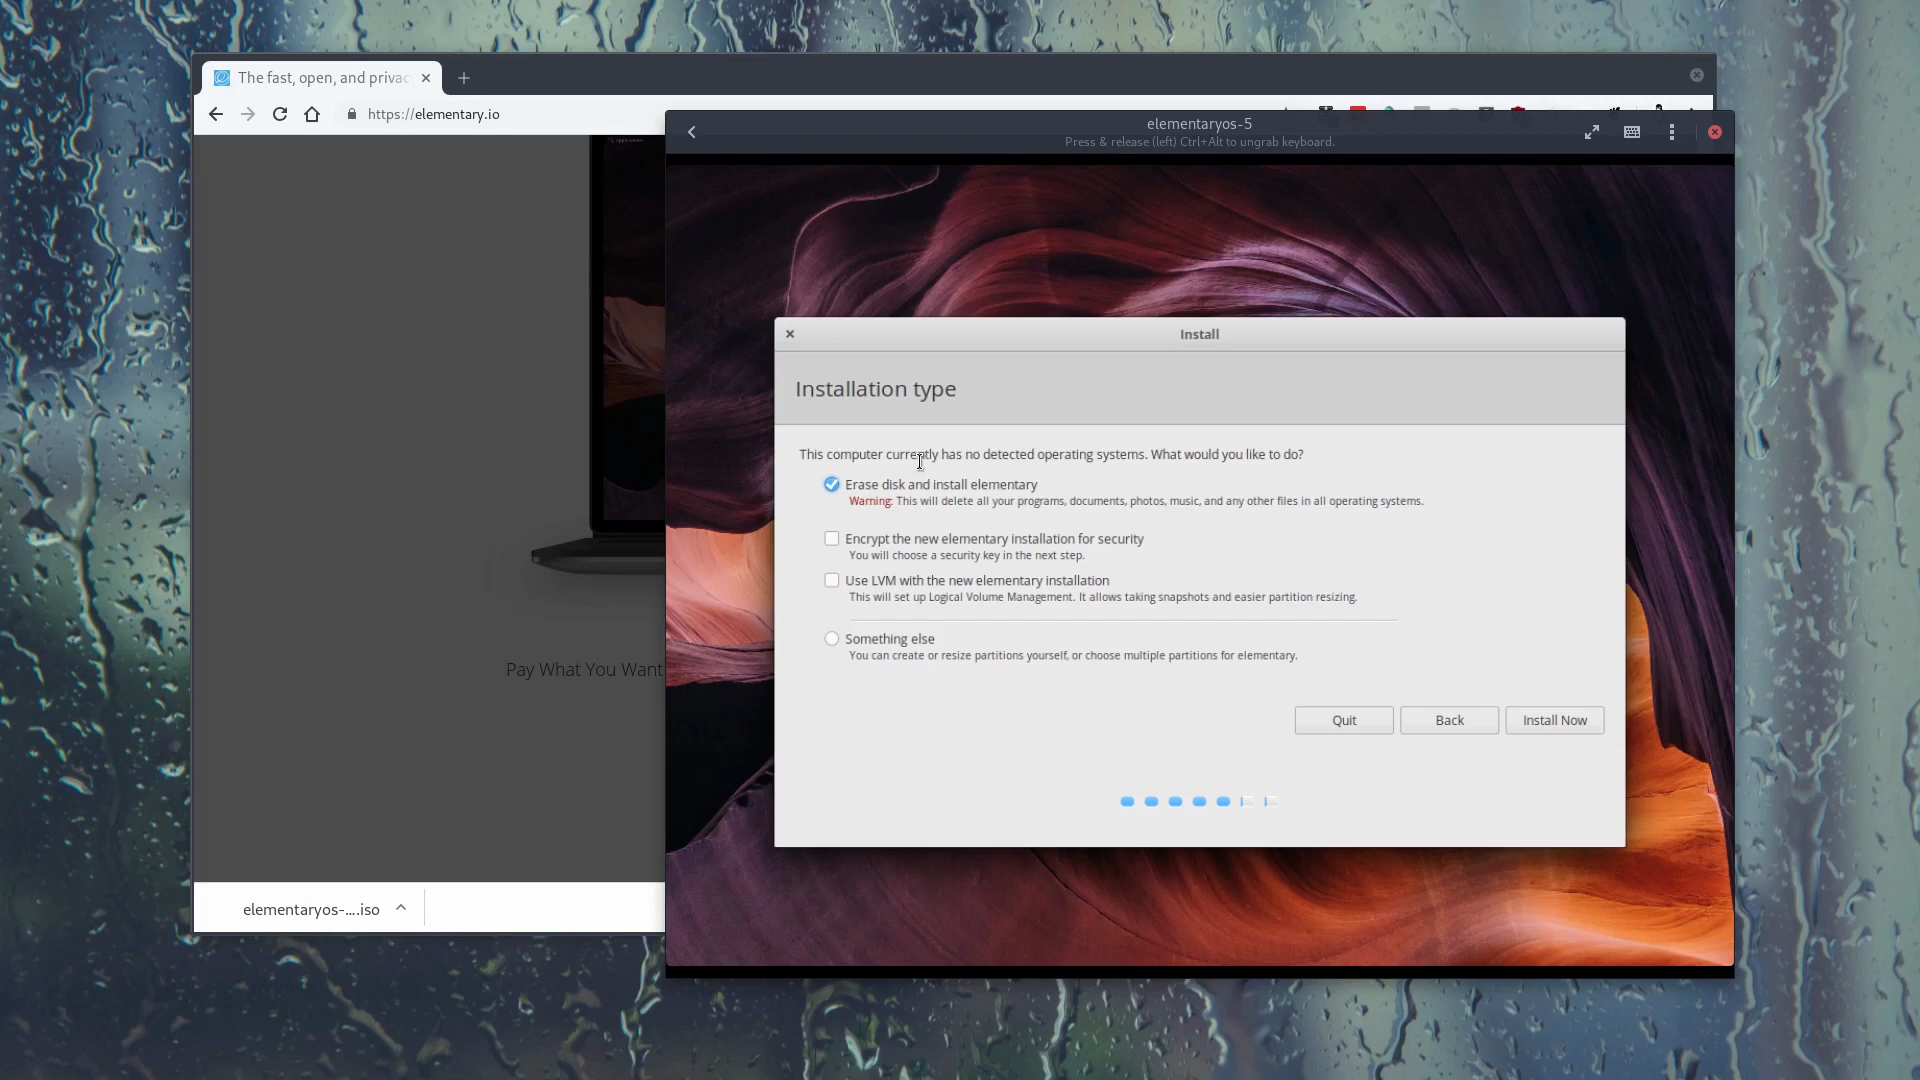 The fast, open, and privac
https://elementary.io
elementaryos-5
Press & release (left) Ctrl+Alt to ungrab keyboard.
Install
Installation type
This computer currently has no detected operating systems. What would you like to do?
Erase disk and install elementary
Warning: This will delete all your programs, documents, photos, music, and any other files in all operating systems.
Encrypt the new elementary installation for security
You will choose a security key in the next step.
Use LVM with the new elementary installation
This will set up Logical Volume Management. It allows taking snapshots and easier partition resizing.
Something else
You can create or resize partitions yourself, or choose multiple partitions for elementary.
Pay What You Want
Quit
Back
Install Now
elementaryos-....iso